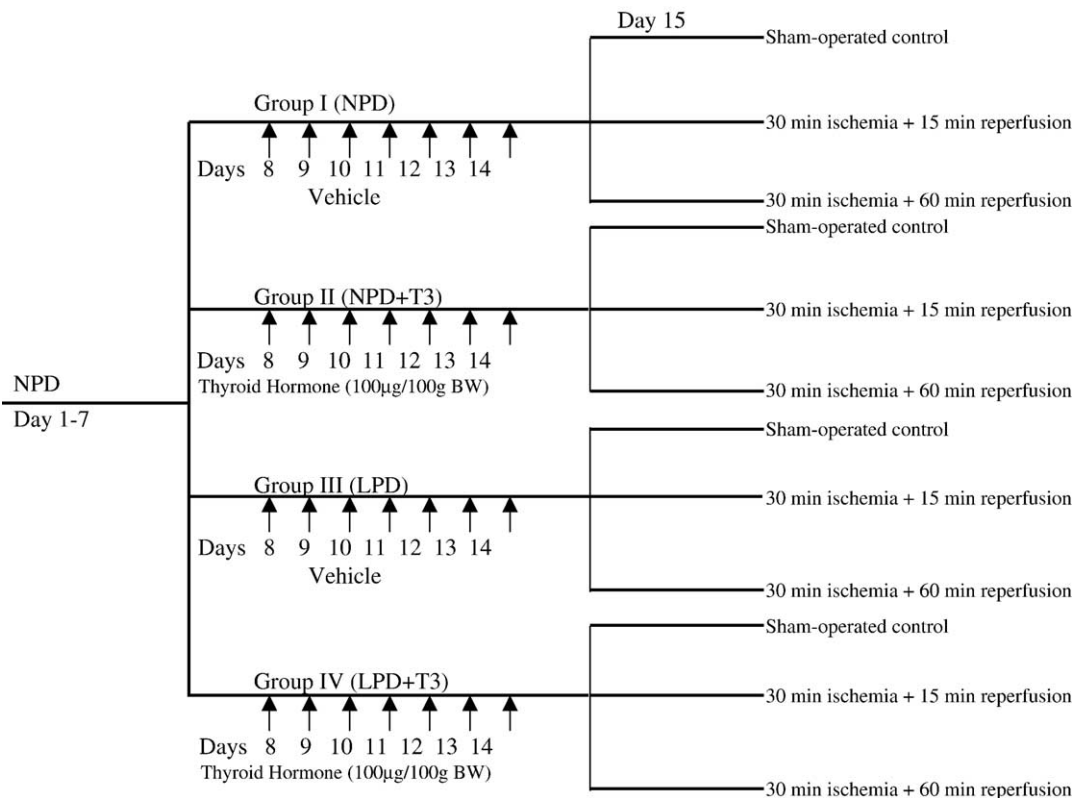 Day 15
Sham-operated control
Group I (NPD)
30 min ischemia + 15 min reperfusion
Days 8 9 10 11 12 13 14
Vehicle
30 min ischemia + 60 min reperfusion
Sham-operated control
Group II (NPD+T3)
30 min ischemia + 15 min reperfusion
Days 8 9 10 11 12 13 14
Thyroid Hormone (100µg/100g BW)
30 min ischemia + 60 min reperfusion
NPD
Day 1-7
Sham-operated control
Group III (LPD)
30 min ischemia + 15 min reperfusion
Days 8 9 10 11 12 13 14
Vehicle
30 min ischemia + 60 min reperfusion
Sham-operated control
Group IV (LPD+T3)
30 min ischemia + 15 min reperfusion
Days 8 9 10 11 12 13 14
Thyroid Hormone (100µg/100g BW)
30 min ischemia + 60 min reperfusion